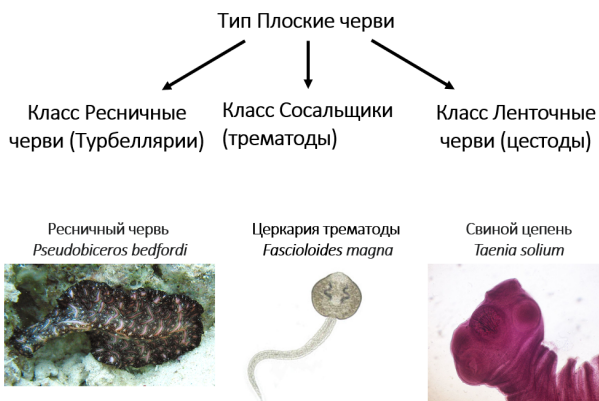 Тип Плоские черви
Класс Ресничные
черви (Турбеллярии)
Класс Сосальщики
(трематоды)
Класс Ленточные
черви (цестоды)
Ресничный червь
Pseudobiceros bedfordi
Церкария трематоды
Fascioloides magna
Свиной цепень
Taenia solium